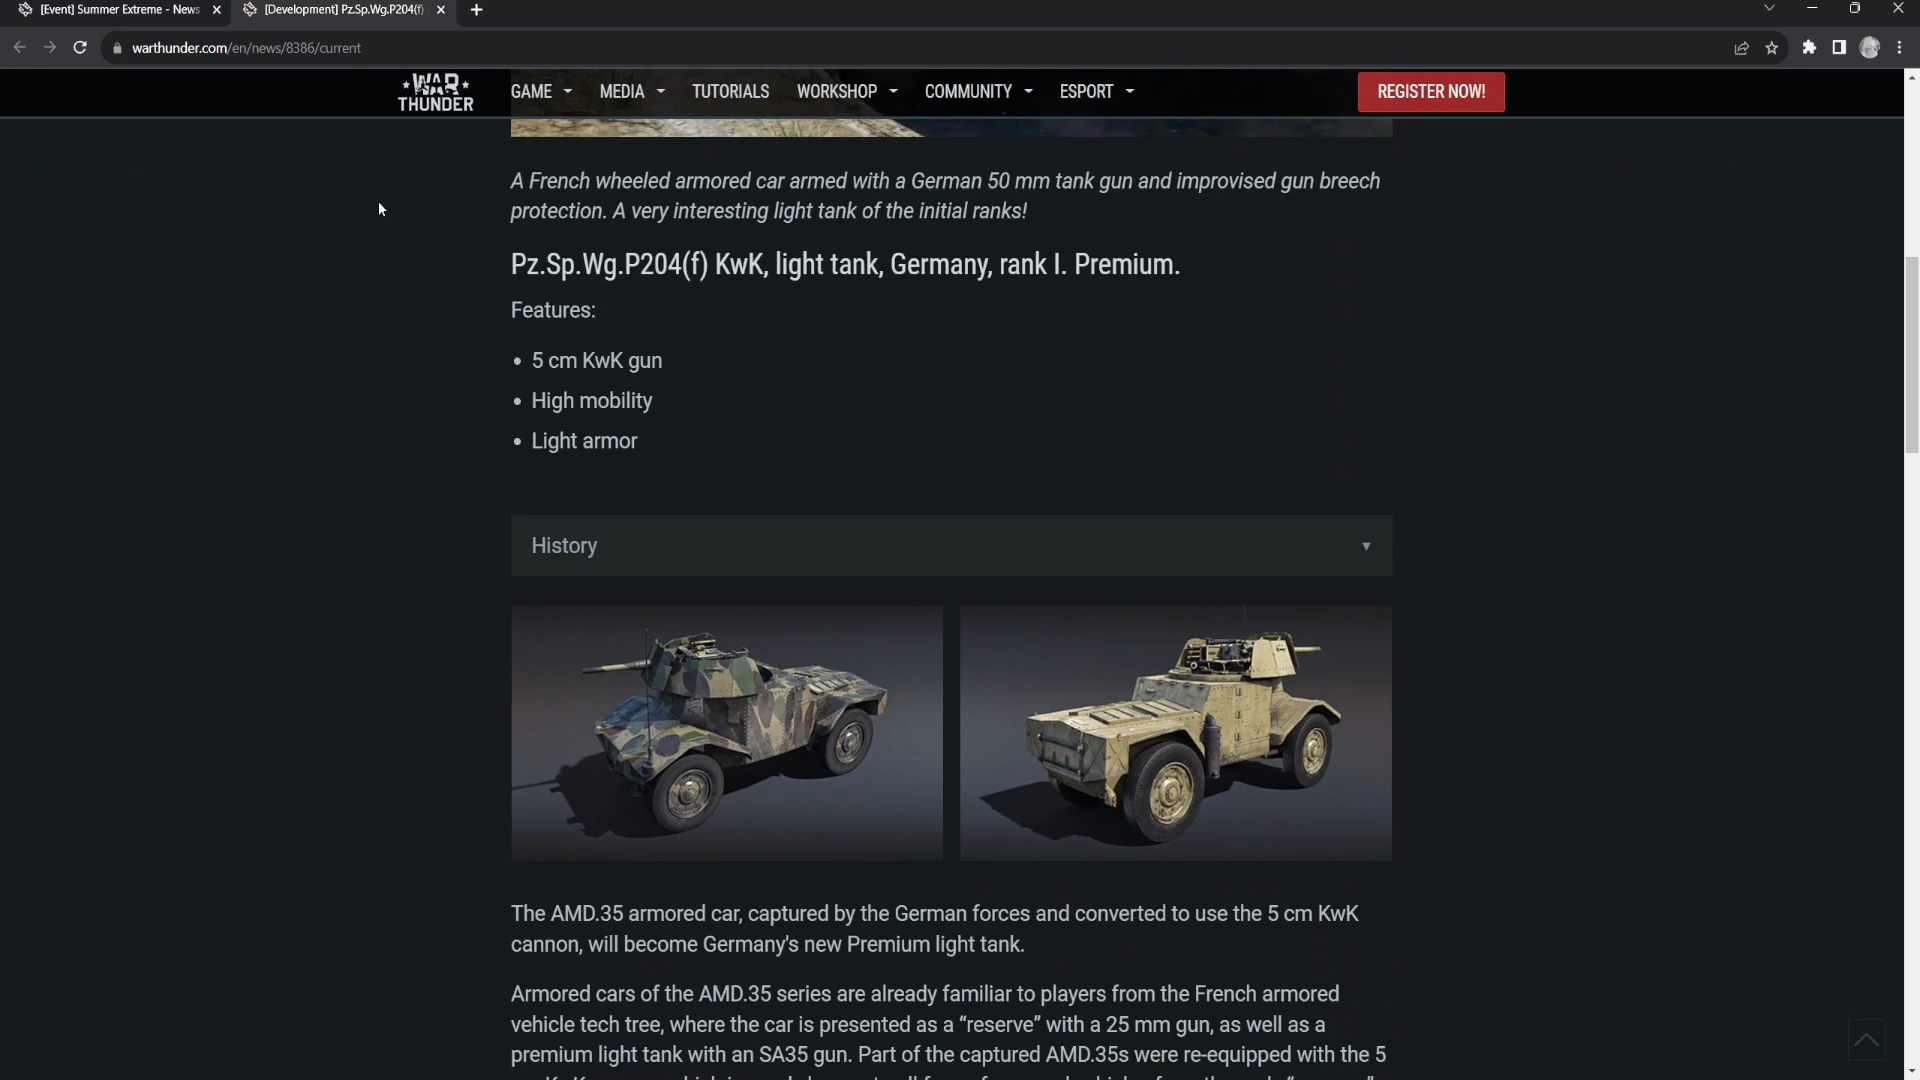 [Event] Summer Extreme - News
[Development] Pz.Sp.Wg.P204(f)
warthunder.com/en/news/8386/current
WAR THUNDER
GAME MEDIA TUTORIALS WORKSHOP COMMUNITY ESPORT REGISTER NOW!
A French wheeled armored car armed with a German 50 mm tank gun and improvised gun breech
protection. A very interesting light tank of the initial ranks!
Pz.Sp.Wg.P204(f) KwK, light tank, Germany, rank I. Premium.
Features:
• 5 cm KwK gun
• High mobility
• Light armor
History
The AMD.35 armored car, captured by the German forces and converted to use the 5 cm KwK
cannon, will become Germany's new Premium light tank.
Armored cars of the AMD.35 series are already familiar to players from the French armored
vehicle tech tree, where the car is presented as a “reserve” with a 25 mm gun, as well as a
premium light tank with an SA35 gun. Part of the captured AMD.35s were re-equipped with the 5